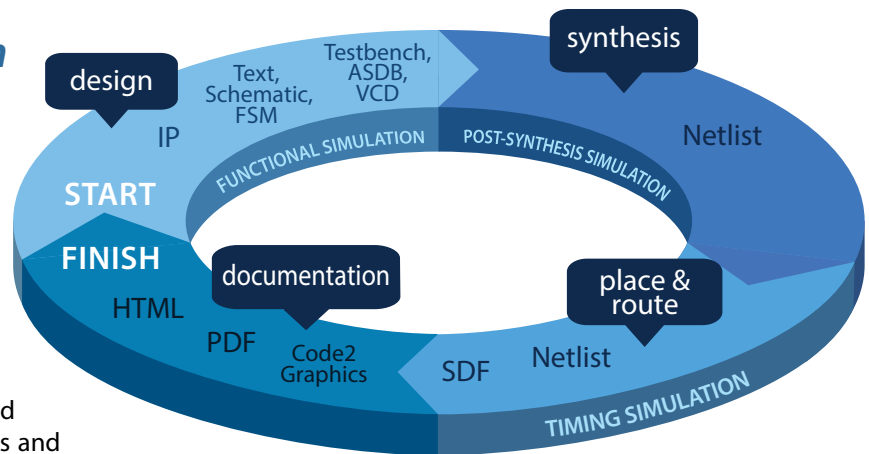 design
IP
Text,
Schematic,
FSM
Testbench,
ASDB,
VCD
synthesis
Netlist
FUNCTIONAL SIMULATION
POST-SYNTHESIS SIMULATION
START
FINISH
documentation
HTML
PDF
Code2
Graphics
place &
route
SDF
Netlist
TIMING SIMULATION
s and